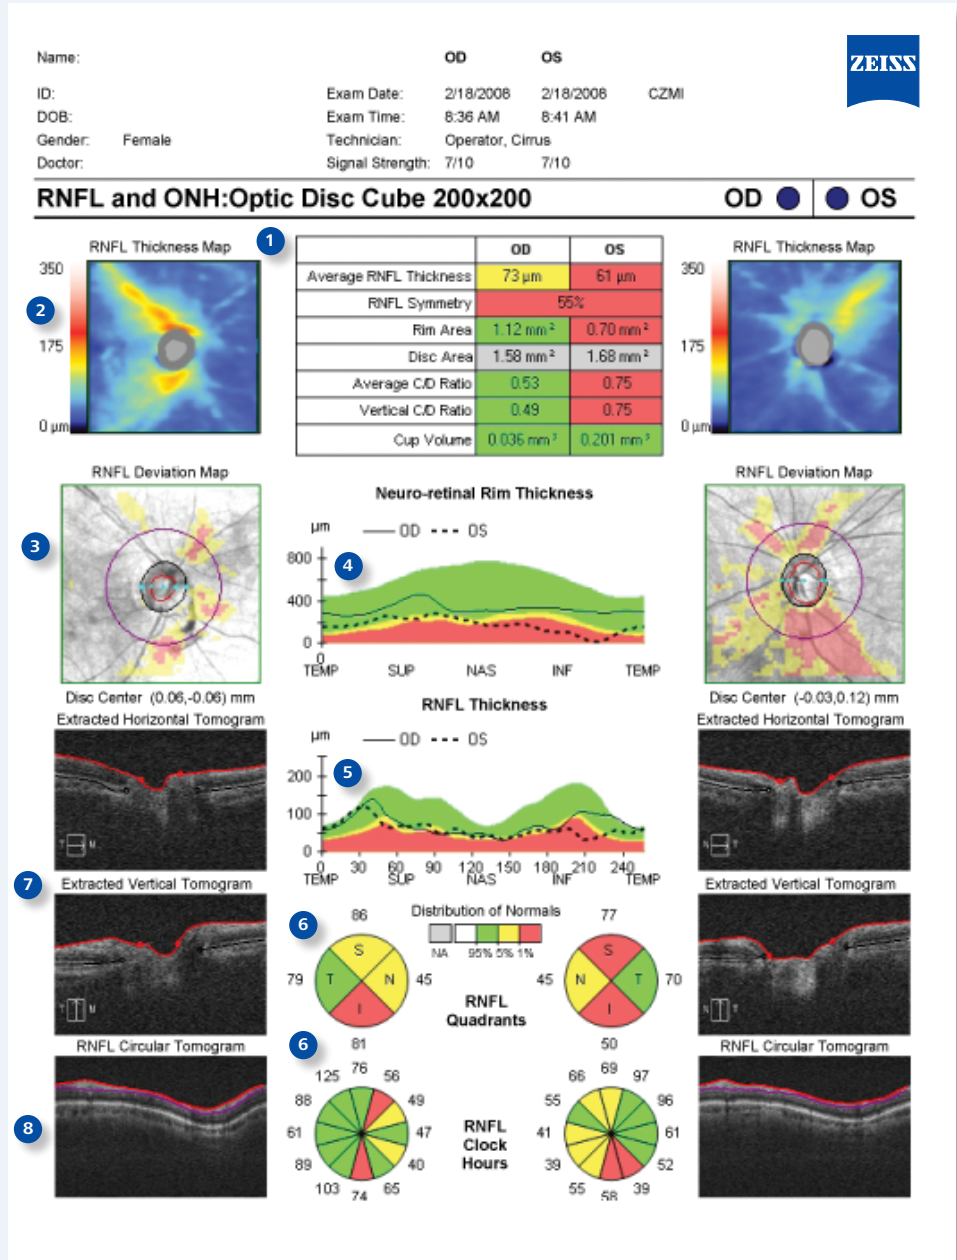 Name:
OD OS
ZEISS
ID:
Exam Date: 2/18/2008 2/18/2008 CZMI
DOB:
Exam Time: 8:36 AM 8:41 AM
Gender: Female
Technician: Operator, Cirrus
Doctor:
Signal Strength: 7/10 7/10
RNFL and ONH:Optic Disc Cube 200x200
OD OS
RNFL Thickness Map
1
RNFL Thickness Map
2
350
175
0 µm
OD OS
Average RNFL Thickness 73 µm 61 µm
RNFL Symmetry 55%
Rim Area 1.12 mm² 0.70 mm²
Disc Area 1.58 mm² 1.68 mm²
Average C/D Ratio 0.53 0.75
Vertical C/D Ratio 0.49 0.75
Cup Volume 0.036 mm³ 0.201 mm³
350
175
0 µm
RNFL Deviation Map
3
Disc Center (0.06,-0.06) mm
Neuro-retinal Rim Thickness
µm
OD OS
4
800
400
0
0
TEMP SUP NAS INF TEMP
RNFL Deviation Map
Disc Center (-0.03,0.12) mm
Extracted Horizontal Tomogram
T N
RNFL Thickness
µm
OD OS
5
200
100
0
0 30 60 90 120 150 180 210 240
TEMP SUP NAS INF TEMP
Extracted Horizontal Tomogram
N T
7
Extracted Vertical Tomogram
T N
Distribution of Normals
NA 95% 5% 1%
Extracted Vertical Tomogram
N T
6
86
79 T S N I 45
81
RNFL
Quadrants
77
45 N S T I 70
50
RNFL Circular Tomogram
8
6
125 76 56
88 49
61 47
89 40
103 74 65
RNFL
Clock
Hours
66 69 97
55 96
41 61
39 52
55 58 39
RNFL Circular Tomogram